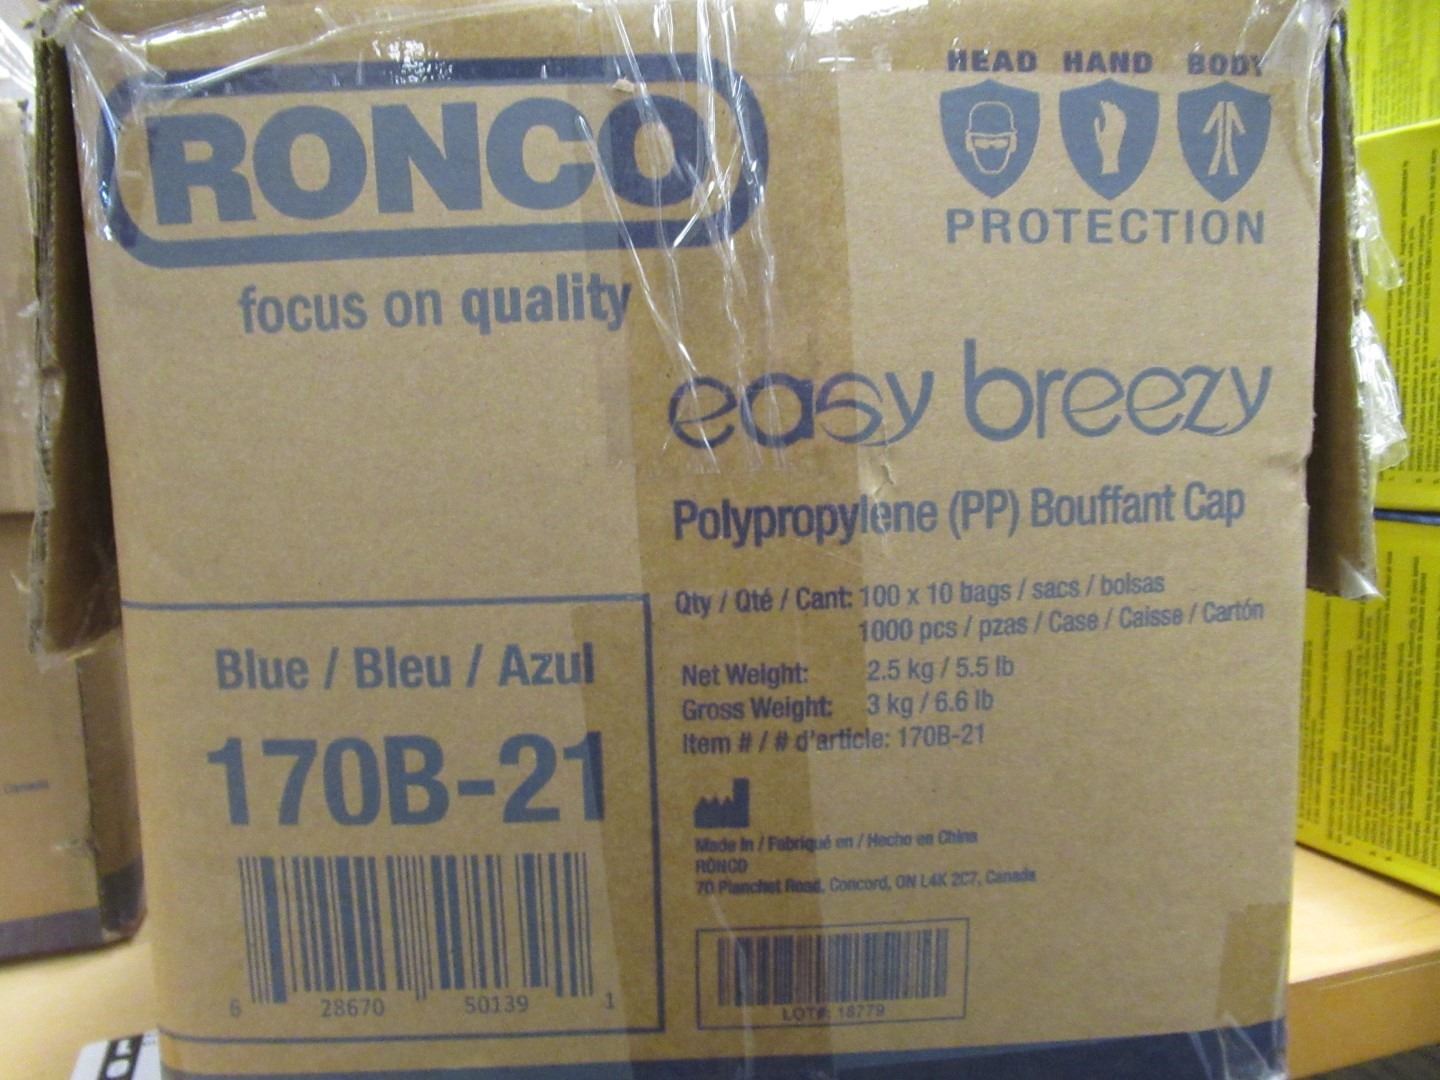 RONCO
focus on quality
HEAD HAND BODY
PROTECTION
easy breezy
Polypropylene (PP) Bouffant Cap
Qty / Qté / Cant: 100 x 10 bags / sacs / bolsas
1000 pcs / pzas / Case / Caisse / Cartón
Net Weight: 2.5 kg / 5.5 lb
Gross Weight: 3 kg / 6.6 lb
Item # / # d'article: 170B-21
Made in / Fabriqué en / Hecho en China
RONCO
70 Planchet Road, Concord, ON L4K 2C7, Canada
LOT#: 18779
Blue / Bleu / Azul
170B-21
6 28670 50139 1